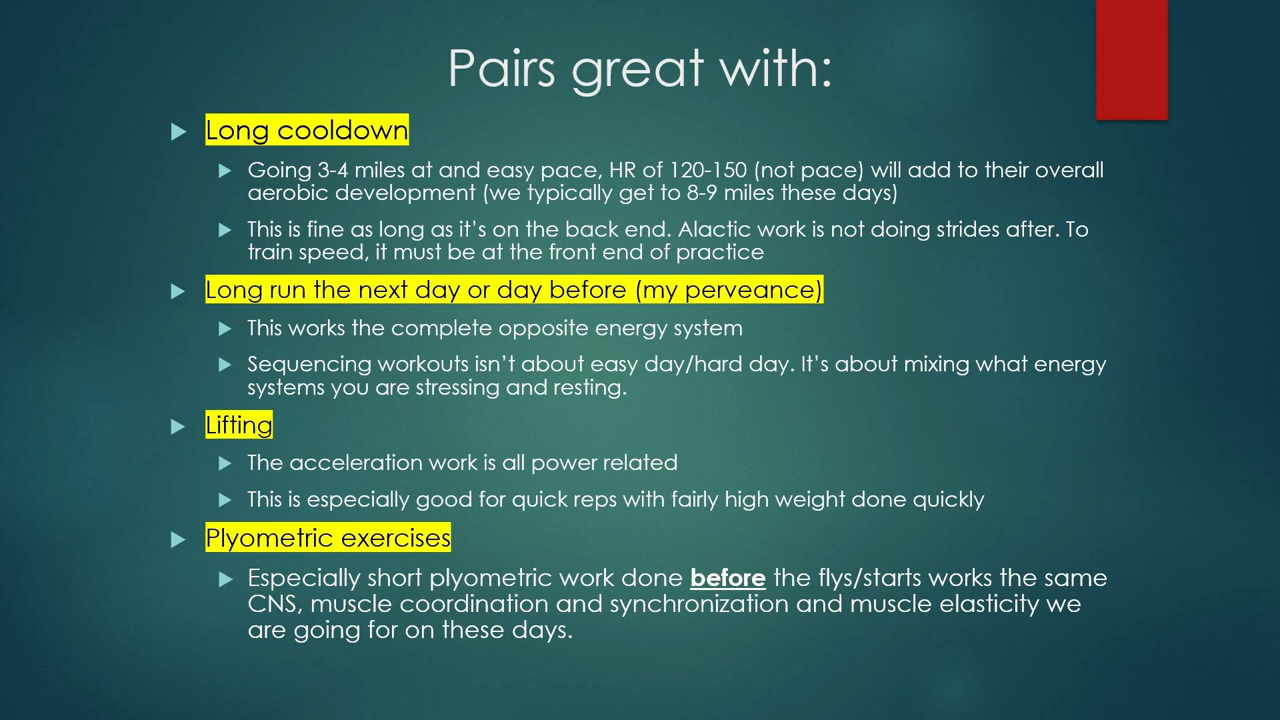 Pairs great with:
Long cooldown
Going 3-4 miles at and easy pace, HR of 120-150 (not pace) will add to their overall
aerobic development (we typically get to 8-9 miles these days)
This is fine as long as it's on the back end. Alactic work is not doing strides after. To
train speed, it must be at the front end of practice
Long run the next day or day before (my perveance)
This works the complete opposite energy system
Sequencing workouts isn't about easy day/hard day. It's about mixing what energy
systems you are stressing and resting.
Lifting
The acceleration work is all power related
This is especially good for quick reps with fairly high weight done quickly
Plyometric exercises
Especially short plyometric work done before the flys/starts works the same
CNS, muscle coordination and synchronization and muscle elasticity we
are going for on these days.